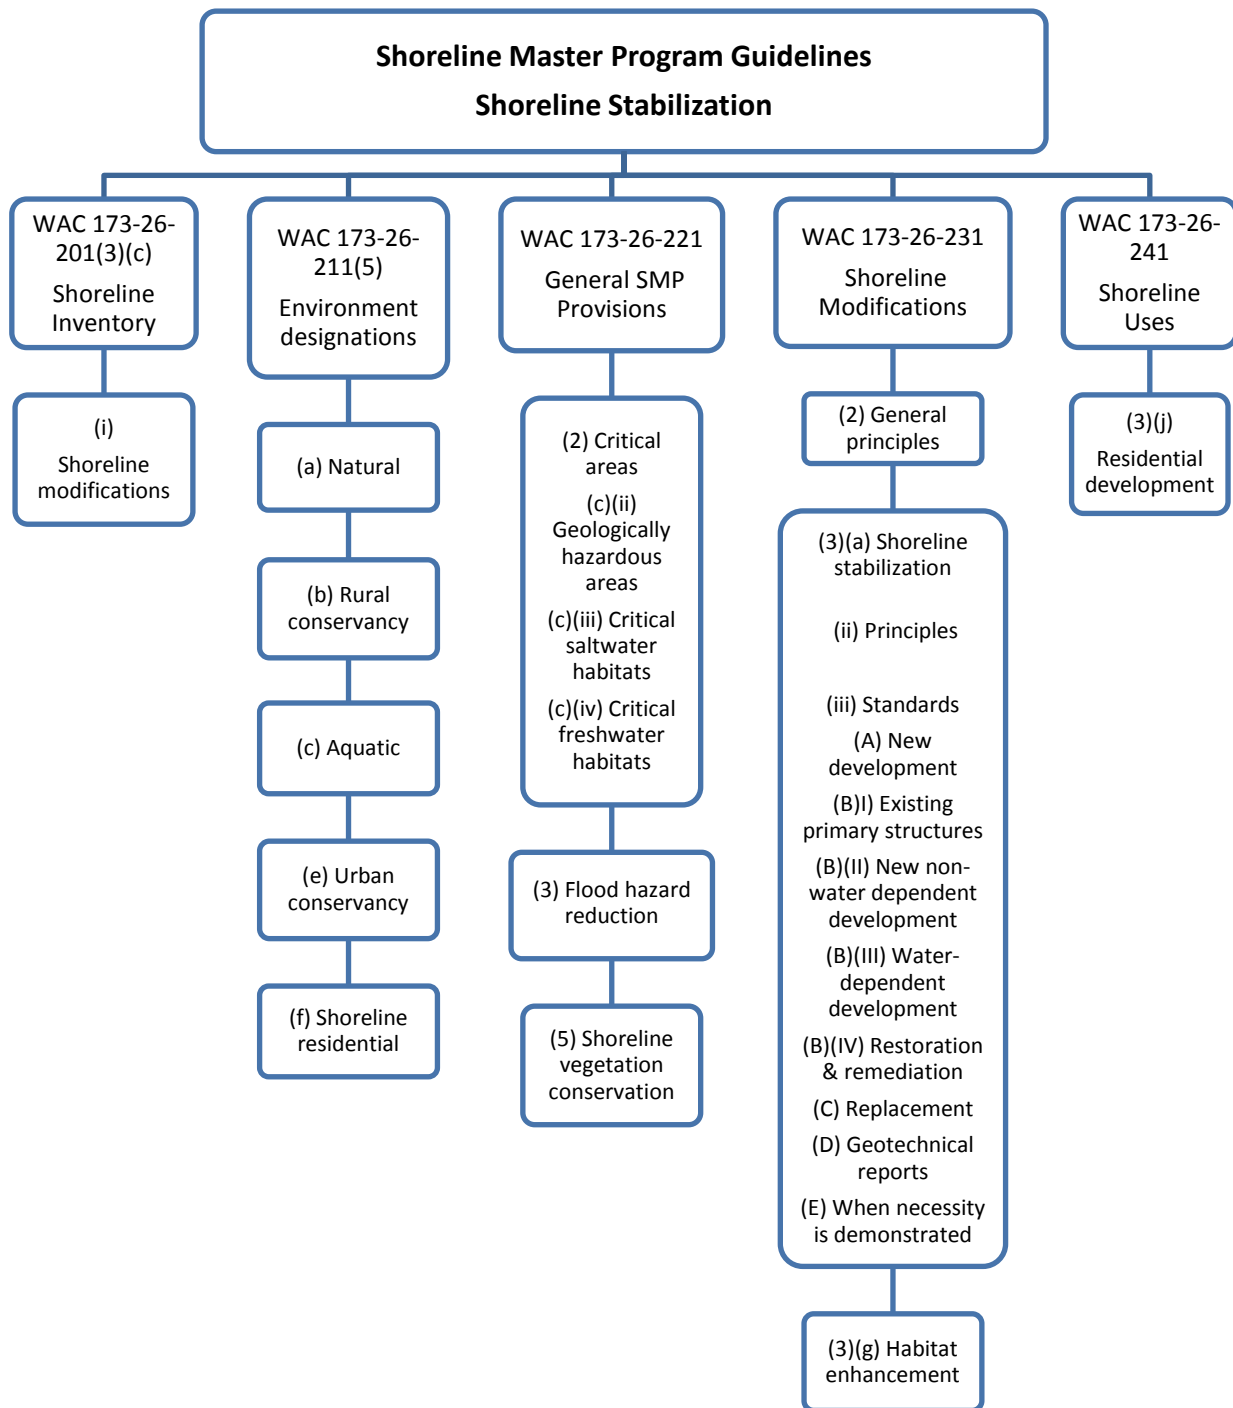 Shoreline Master Program Guidelines
Shoreline Stabilization
WAC 173-26-
201(3)(c)
Shoreline
Inventory
(i)
Shoreline
modifications
WAC 173-26-
211(5)
Environment
designations
(a) Natural
(b) Rural
conservancy
(c) Aquatic
(e) Urban
conservancy
(f) Shoreline
residential
WAC 173-26-221
General SMP
Provisions
(2) Critical
areas
(c)(ii)
Geologically
hazardous
areas
(c)(iii) Critical
saltwater
habitats
(c)(iv) Critical
freshwater
habitats
(3) Flood hazard
reduction
(5) Shoreline
vegetation
conservation
WAC 173-26-231
Shoreline
Modifications
(2) General
principles
(3)(a) Shoreline
stabilization
(ii) Principles
(iii) Standards
(A) New
development
(B)I) Existing
primary structures
(B)(II) New non-
water dependent
development
(B)(III) Water-
dependent
development
(B)(IV) Restoration
& remediation
(C) Replacement
(D) Geotechnical
reports
(E) When necessity
is demonstrated
(3)(g) Habitat
enhancement
WAC 173-26-
241
Shoreline
Uses
(3)(j)
Residential
development